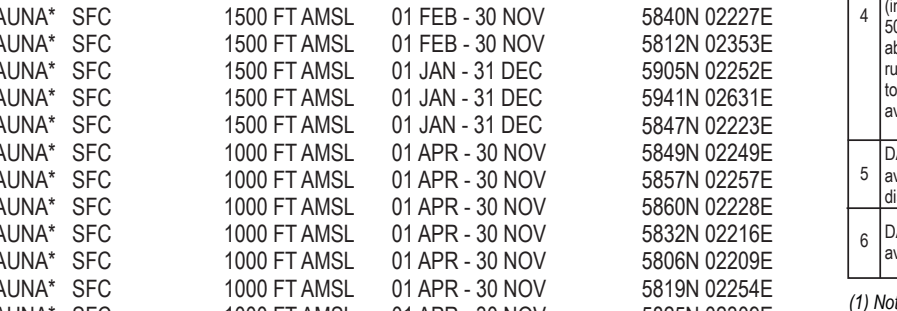 AUNA* SFC 1500 FT AMSL 01 FEB - 30 NOV 5840N 02227E
AUNA* SFC 1500 FT AMSL 01 FEB - 30 NOV 5812N 02353E
AUNA* SFC 1500 FT AMSL 01 JAN - 31 DEC 5905N 02252E
AUNA* SFC 1500 FT AMSL 01 JAN - 31 DEC 5941N 02631E
AUNA* SFC 1500 FT AMSL 01 JAN - 31 DEC 5847N 02223E
AUNA* SFC 1000 FT AMSL 01 APR - 30 NOV 5849N 02249E
AUNA* SFC 1000 FT AMSL 01 APR - 30 NOV 5857N 02257E
AUNA* SFC 1000 FT AMSL 01 APR - 30 NOV 5860N 02228E
AUNA* SFC 1000 FT AMSL 01 APR - 30 NOV 5832N 02216E
AUNA* SFC 1000 FT AMSL 01 APR - 30 NOV 5806N 02209E
AUNA* SFC 1000 FT AMSL 01 APR - 30 NOV 5819N 02254E
4
5
di
6
av
(1) Not